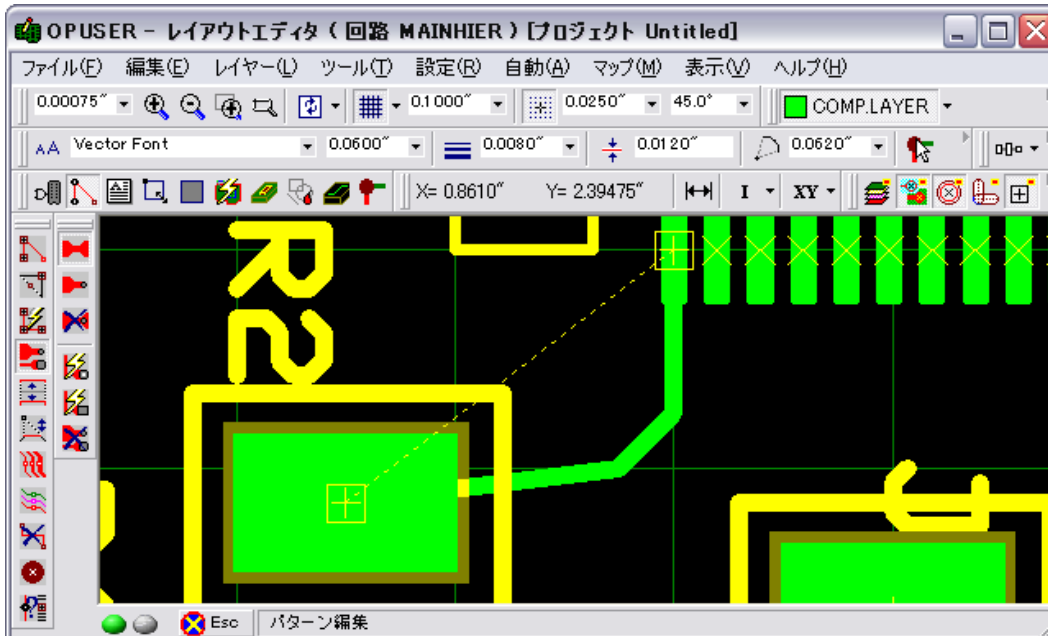 OPUSER - レイアウトエディタ ( 回路 MAINHIER ) [プロジェクト Untitled]
ファイル(F) 編集(E) レイヤー(L) ツール(T) 設定(R) 自動(A) マップ(M) 表示(V) ヘルプ(H)
0.00075" 0.1000" 0.0250" 45.0° COMP.LAYER
AA Vector Font 0.0600" 0.0080" 0.0120" 0.0620"
X= 0.8610" Y= 2.39475" I XY
R2
Esc パターン編集